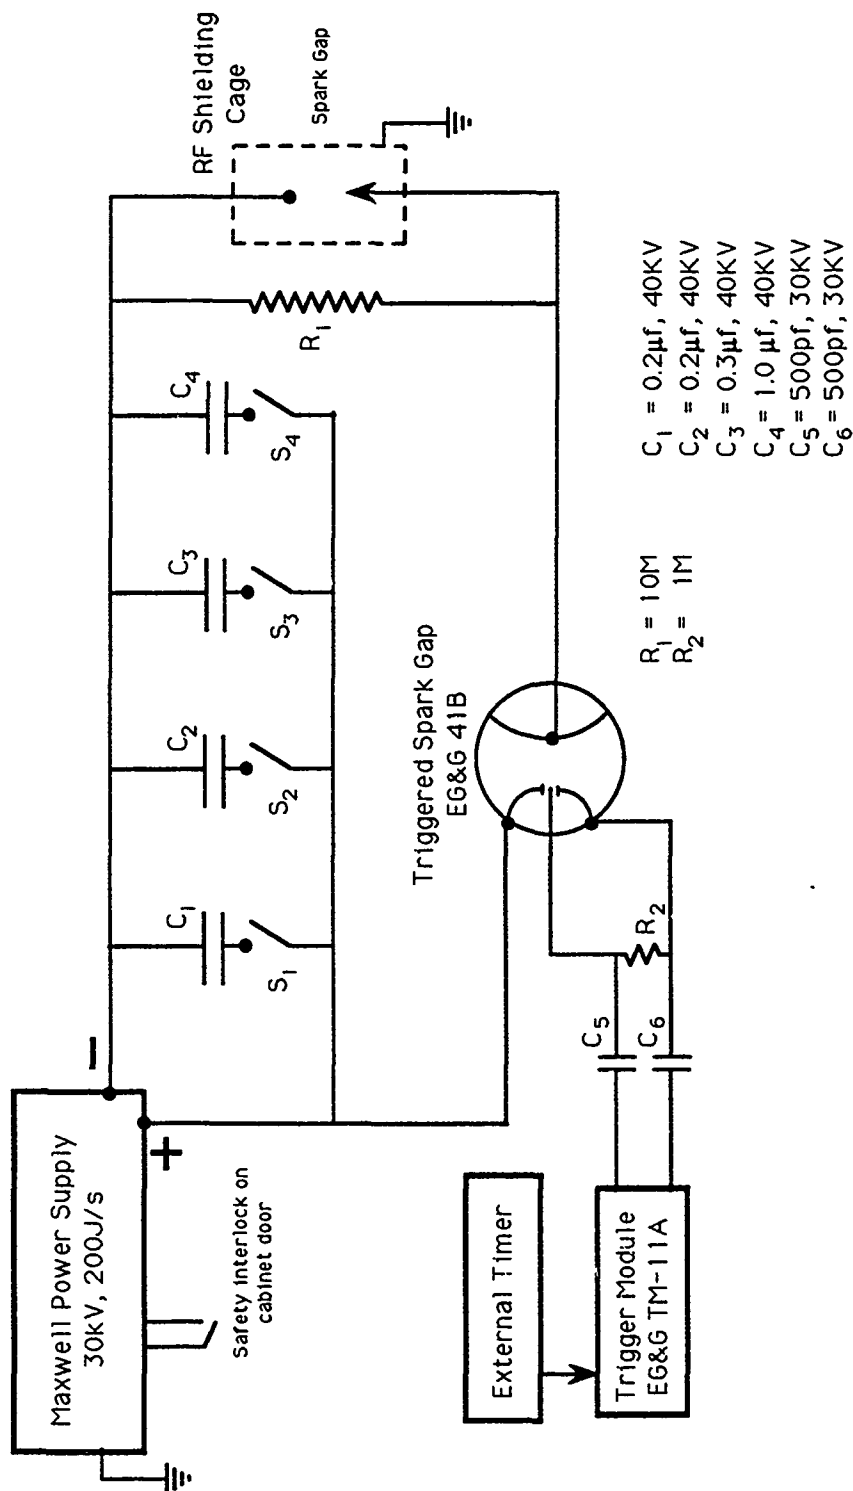 Maxwell Power Supply
30kV, 200J/s
−
+
Safety interlock on
cabinet door
C1
S1
C2
S2
C3
S3
C4
S4
R1
RF Shielding
Cage
Spark Gap
Triggered Spark Gap
EG&G 41B
External Timer
Trigger Module
EG&G TM-11A
C5
C6
R2
R1 = 10M
R2 = 1M
C1 = 0.2μf, 40KV
C2 = 0.2μf, 40KV
C3 = 0.3μf, 40KV
C4 = 1.0 μf, 40KV
C5 = 500pf, 30KV
C6 = 500pf, 30KV